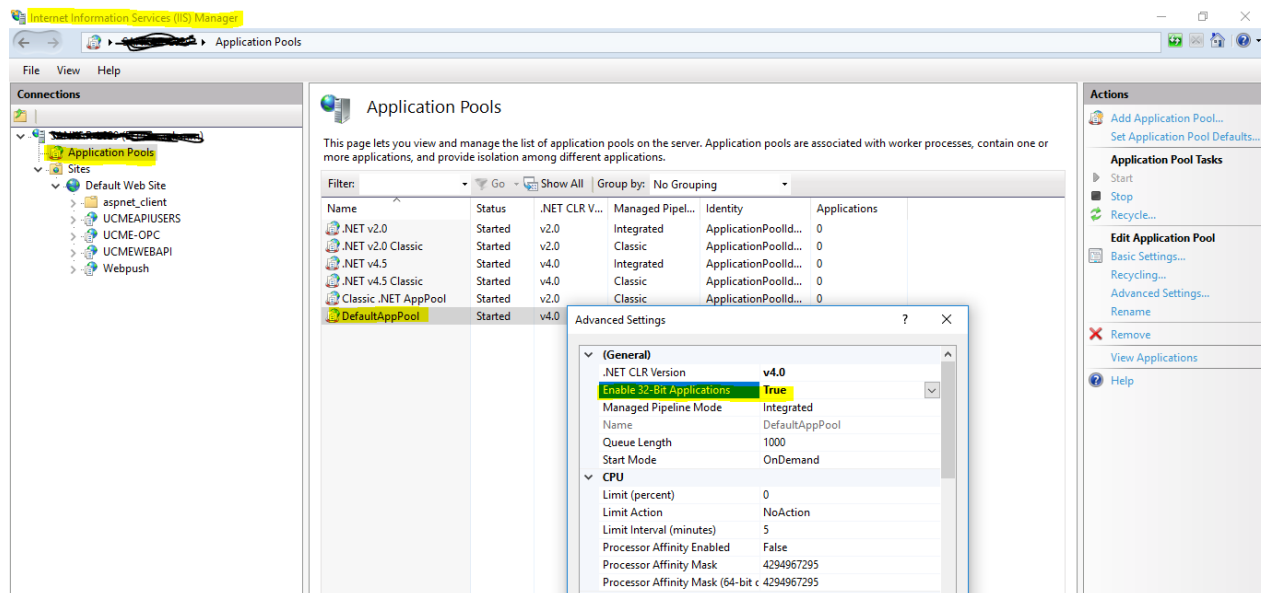 Internet Information Services (IIS) Manager
Application Pools
File View Help
Connections
Application Pools
Sites
Default Web Site
aspnet_client
UCMEAPIUSERS
UCME-OPC
UCMEWEBAPI
Webpush
Application Pools
This page lets you view and manage the list of application pools on the server. Application pools are associated with worker processes, contain one or
more applications, and provide isolation among different applications.
Filter: Go Show All Group by: No Grouping
Name Status .NET CLR V... Managed Pipel... Identity Applications
.NET v2.0 Started v2.0 Integrated ApplicationPoolId... 0
.NET v2.0 Classic Started v2.0 Classic ApplicationPoolId... 0
.NET v4.5 Started v4.0 Integrated ApplicationPoolId... 0
.NET v4.5 Classic Started v4.0 Classic ApplicationPoolId... 0
Classic .NET AppPool Started v2.0 Classic ApplicationPoolId... 0
DefaultAppPool Started v4.0
Advanced Settings ?
(General)
.NET CLR Version v4.0
Enable 32-Bit Applications True
Managed Pipeline Mode Integrated
Name DefaultAppPool
Queue Length 1000
Start Mode OnDemand
CPU
Limit (percent) 0
Limit Action NoAction
Limit Interval (minutes) 5
Processor Affinity Enabled False
Processor Affinity Mask 4294967295
Processor Affinity Mask (64-bit c 4294967295
Actions
Add Application Pool...
Set Application Pool Defaults...
Application Pool Tasks
Start
Stop
Recycle...
Edit Application Pool
Basic Settings...
Recycling...
Advanced Settings...
Rename
Remove
View Applications
Help